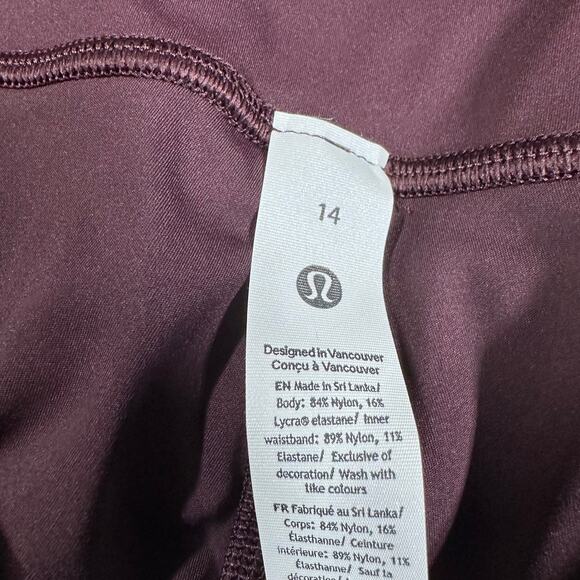 14
Designed in Vancouver
Conçu à Vancouver
EN Made in Sri Lanka/
Body: 84% Nylon, 16%
Lycra® elastane/ Inner
waistband: 89% Nylon, 11%
Elastane/ Exclusive of
decoration/ Wash with
like colours
FR Fabriqué au Sri Lanka/
Corps: 84% Nylon, 16%
Élasthanne/ Ceinture
intérieure: 89% Nylon, 11%
Élasthanne/ Sauf la